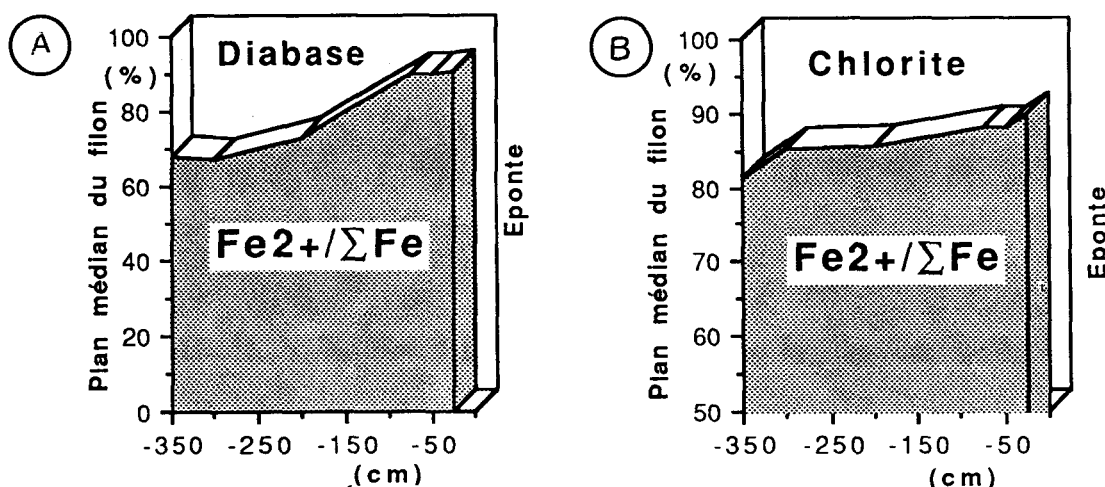 A
Diabase
Plan médian du filon
(%)
100
80
60
40
20
0
Fe2+/∑Fe
Eponte
-350
-250
-150
-50
(cm)
B
Chlorite
Plan médian du filon
(%)
100
90
80
70
60
50
Fe2+/∑Fe
Eponte
-350
-250
-150
-50
(cm)